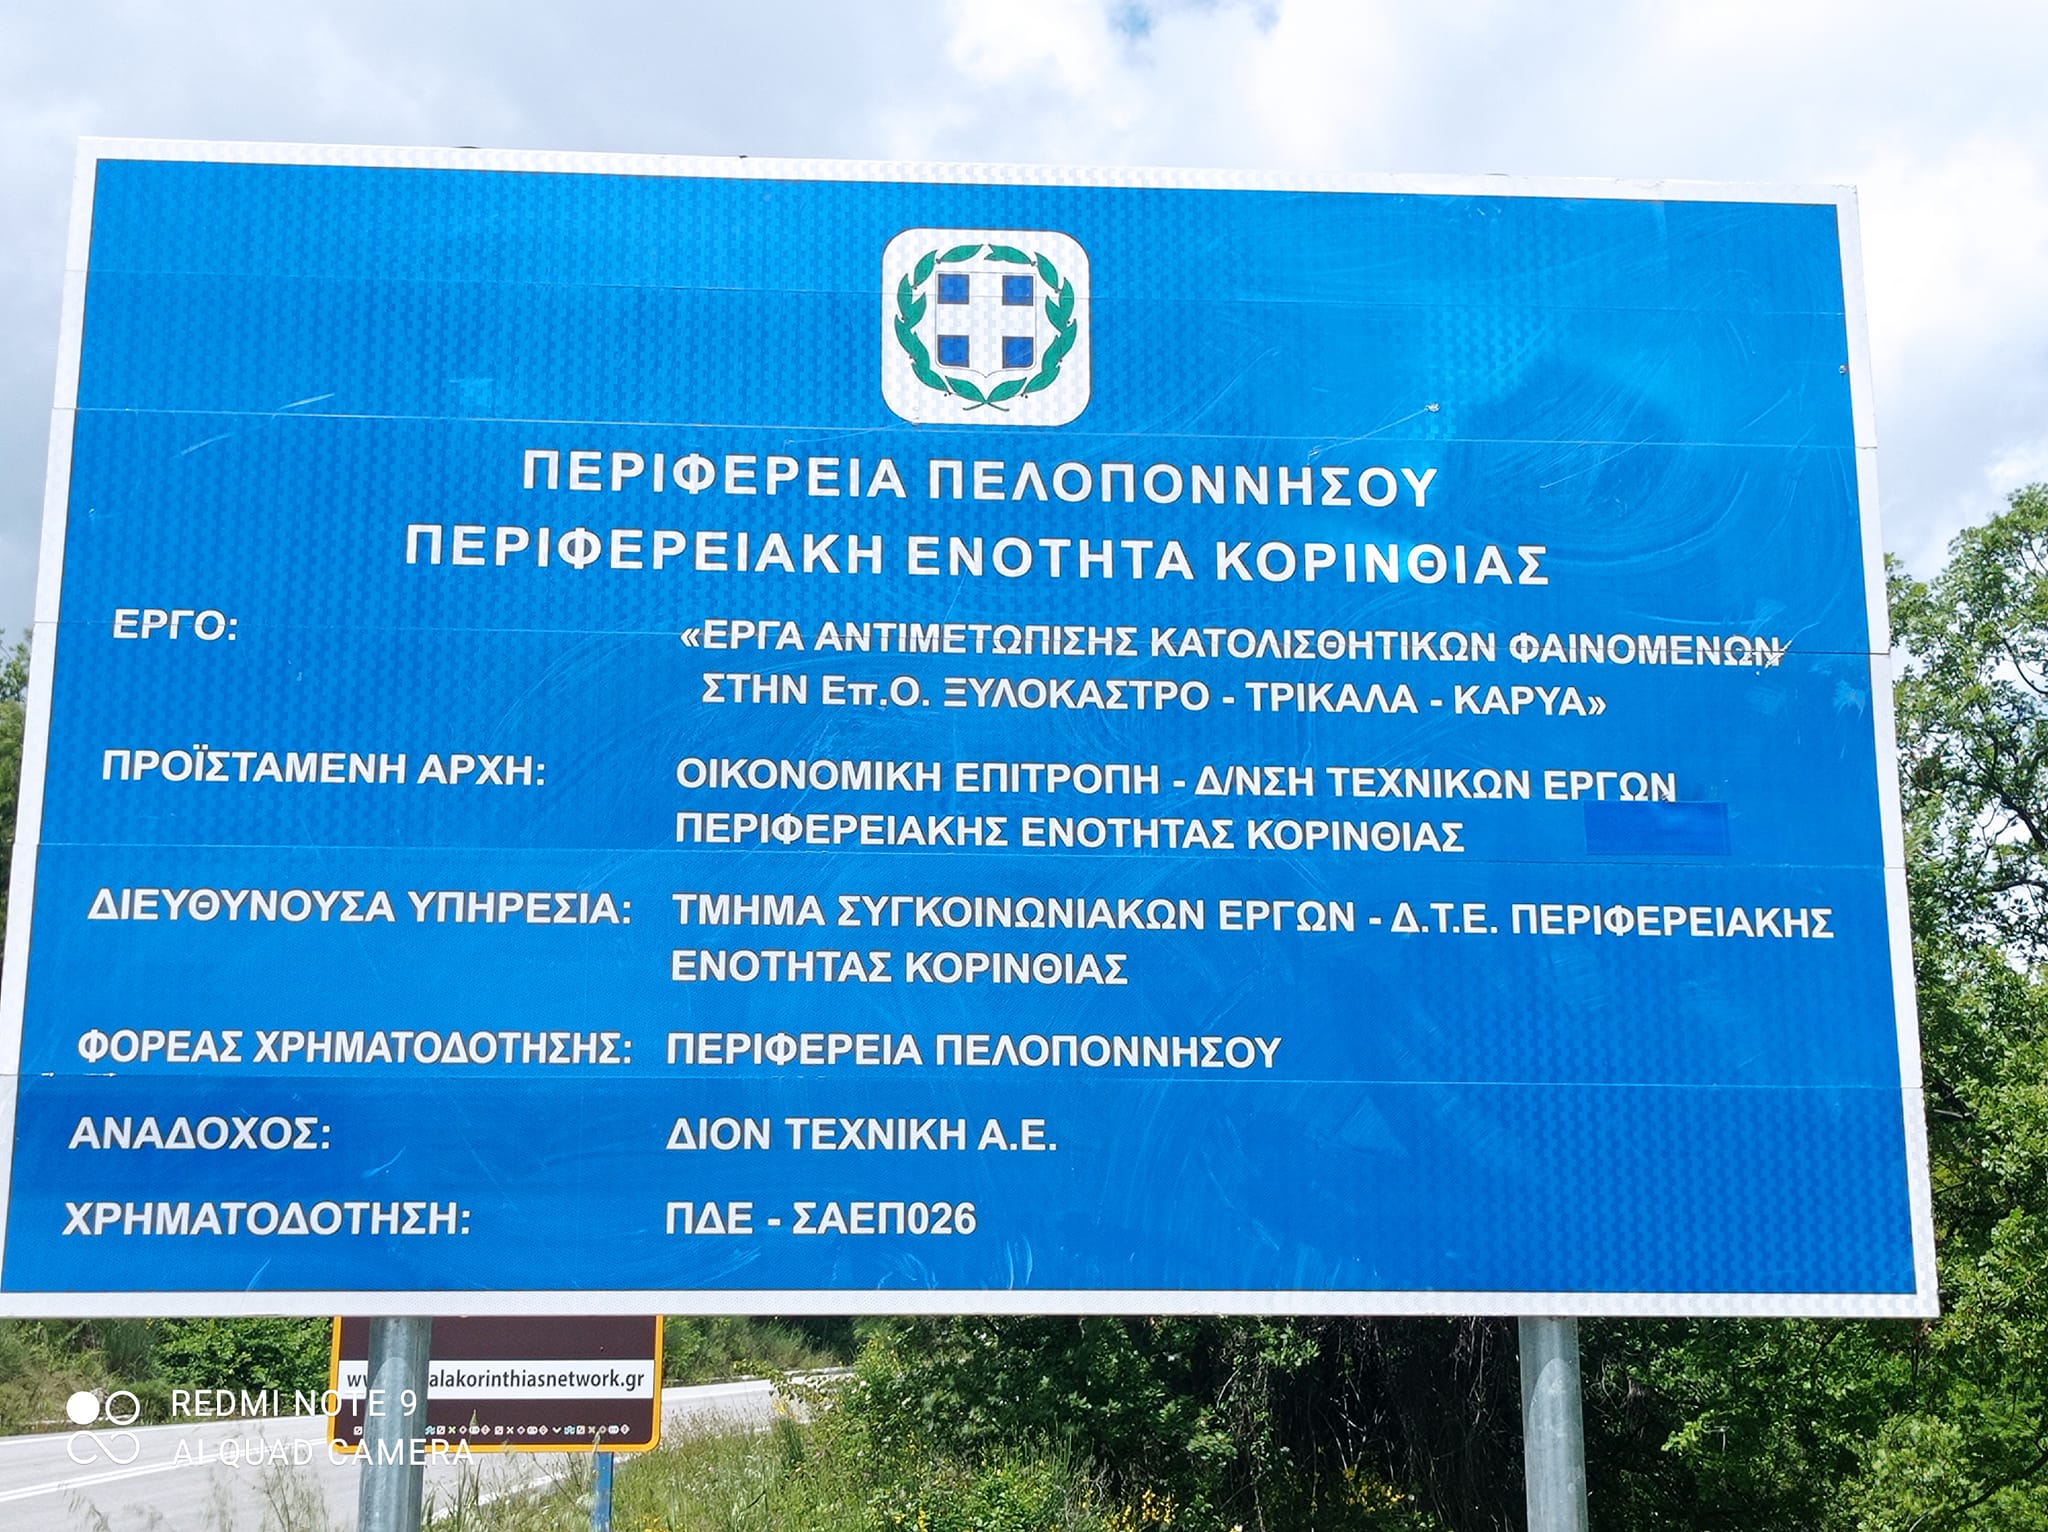 ΠΕΡΙΦΕΡΕΙΑ ΠΕΛΟΠΟΝΝΗΣΟΥ
ΠΕΡΙΦΕΡΕΙΑΚΗ ΕΝΟΤΗΤΑ ΚΟΡΙΝΘΙΑΣ
ΕΡΓΟ: «ΕΡΓΑ ΑΝΤΙΜΕΤΩΠΙΣΗΣ ΚΑΤΟΛΙΣΘΗΤΙΚΩΝ ΦΑΙΝΟΜΕΝΩΝ
ΣΤΗΝ Επ.Ο. ΞΥΛΟΚΑΣΤΡΟ - ΤΡΙΚΑΛΑ - ΚΑΡΥΑ»
ΠΡΟΪΣΤΑΜΕΝΗ ΑΡΧΗ: ΟΙΚΟΝΟΜΙΚΗ ΕΠΙΤΡΟΠΗ - Δ/ΝΣΗ ΤΕΧΝΙΚΩΝ ΕΡΓΩΝ
ΠΕΡΙΦΕΡΕΙΑΚΗΣ ΕΝΟΤΗΤΑΣ ΚΟΡΙΝΘΙΑΣ
ΔΙΕΥΘΥΝΟΥΣΑ ΥΠΗΡΕΣΙΑ: ΤΜΗΜΑ ΣΥΓΚΟΙΝΩΝΙΑΚΩΝ ΕΡΓΩΝ - Δ.Τ.Ε. ΠΕΡΙΦΕΡΕΙΑΚΗΣ
ΕΝΟΤΗΤΑΣ ΚΟΡΙΝΘΙΑΣ
ΦΟΡΕΑΣ ΧΡΗΜΑΤΟΔΟΤΗΣΗΣ: ΠΕΡΙΦΕΡΕΙΑ ΠΕΛΟΠΟΝΝΗΣΟΥ
ΑΝΑΔΟΧΟΣ: ΔΙΟΝ ΤΕΧΝΙΚΗ Α.Ε.
ΧΡΗΜΑΤΟΔΟΤΗΣΗ: ΠΔΕ - ΣΑΕΠ026
REDMI NOTE 9
AI QUAD CAMERA